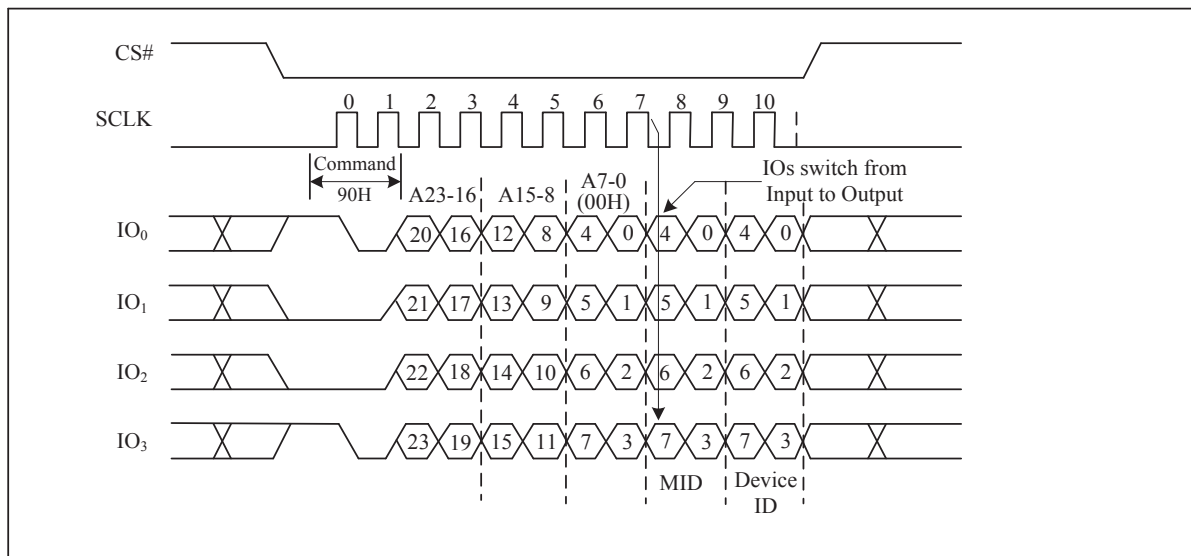 CS#
0 1 2 3 4 5 6 7 8 9 10
SCLK
Command
90H
A23-16
A15-8
A7-0
(00H)
IOs switch from
Input to Output
IO0 20 16 12 8 4 0 4 0 4 0
IO1 21 17 13 9 5 1 5 1 5 1
IO2 22 18 14 10 6 2 6 2 6 2
IO3 23 19 15 11 7 3 7 3 7 3
MID
Device
ID